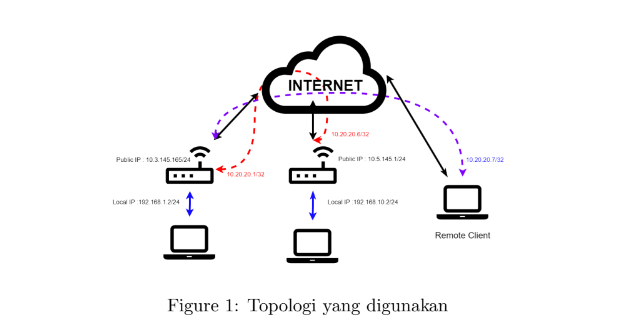 INTERNET
10.20.20.6/32
Public IP : 10.3.145.165/24
Public IP : 10.5.145.1/24
10.20.20.7/32
10.20.20.1/32
Local IP :192.168.1.2/24
Local IP :192.168.10.2/24
Remote Client
Figure 1: Topologi yang digunakan